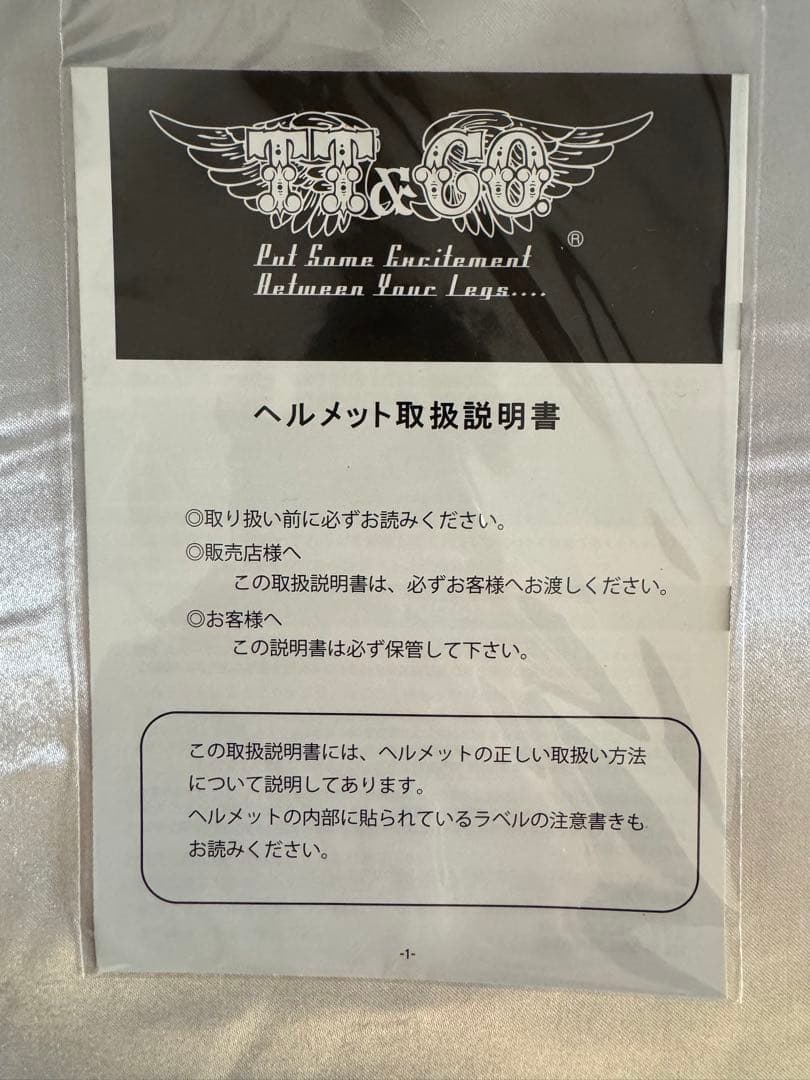 TT&CO.
®
Put Some Excitement
Between Your Legs....
ヘルメット取扱説明書
◎取り扱い前に必ずお読みください。
◎販売店様へ
この取扱説明書は、必ずお客様へお渡しください。
◎お客様へ
この説明書は必ず保管して下さい。
この取扱説明書には、ヘルメットの正しい取扱い方法
について説明してあります。
ヘルメットの内部に貼られているラベルの注意書きも
お読みください。
-1-